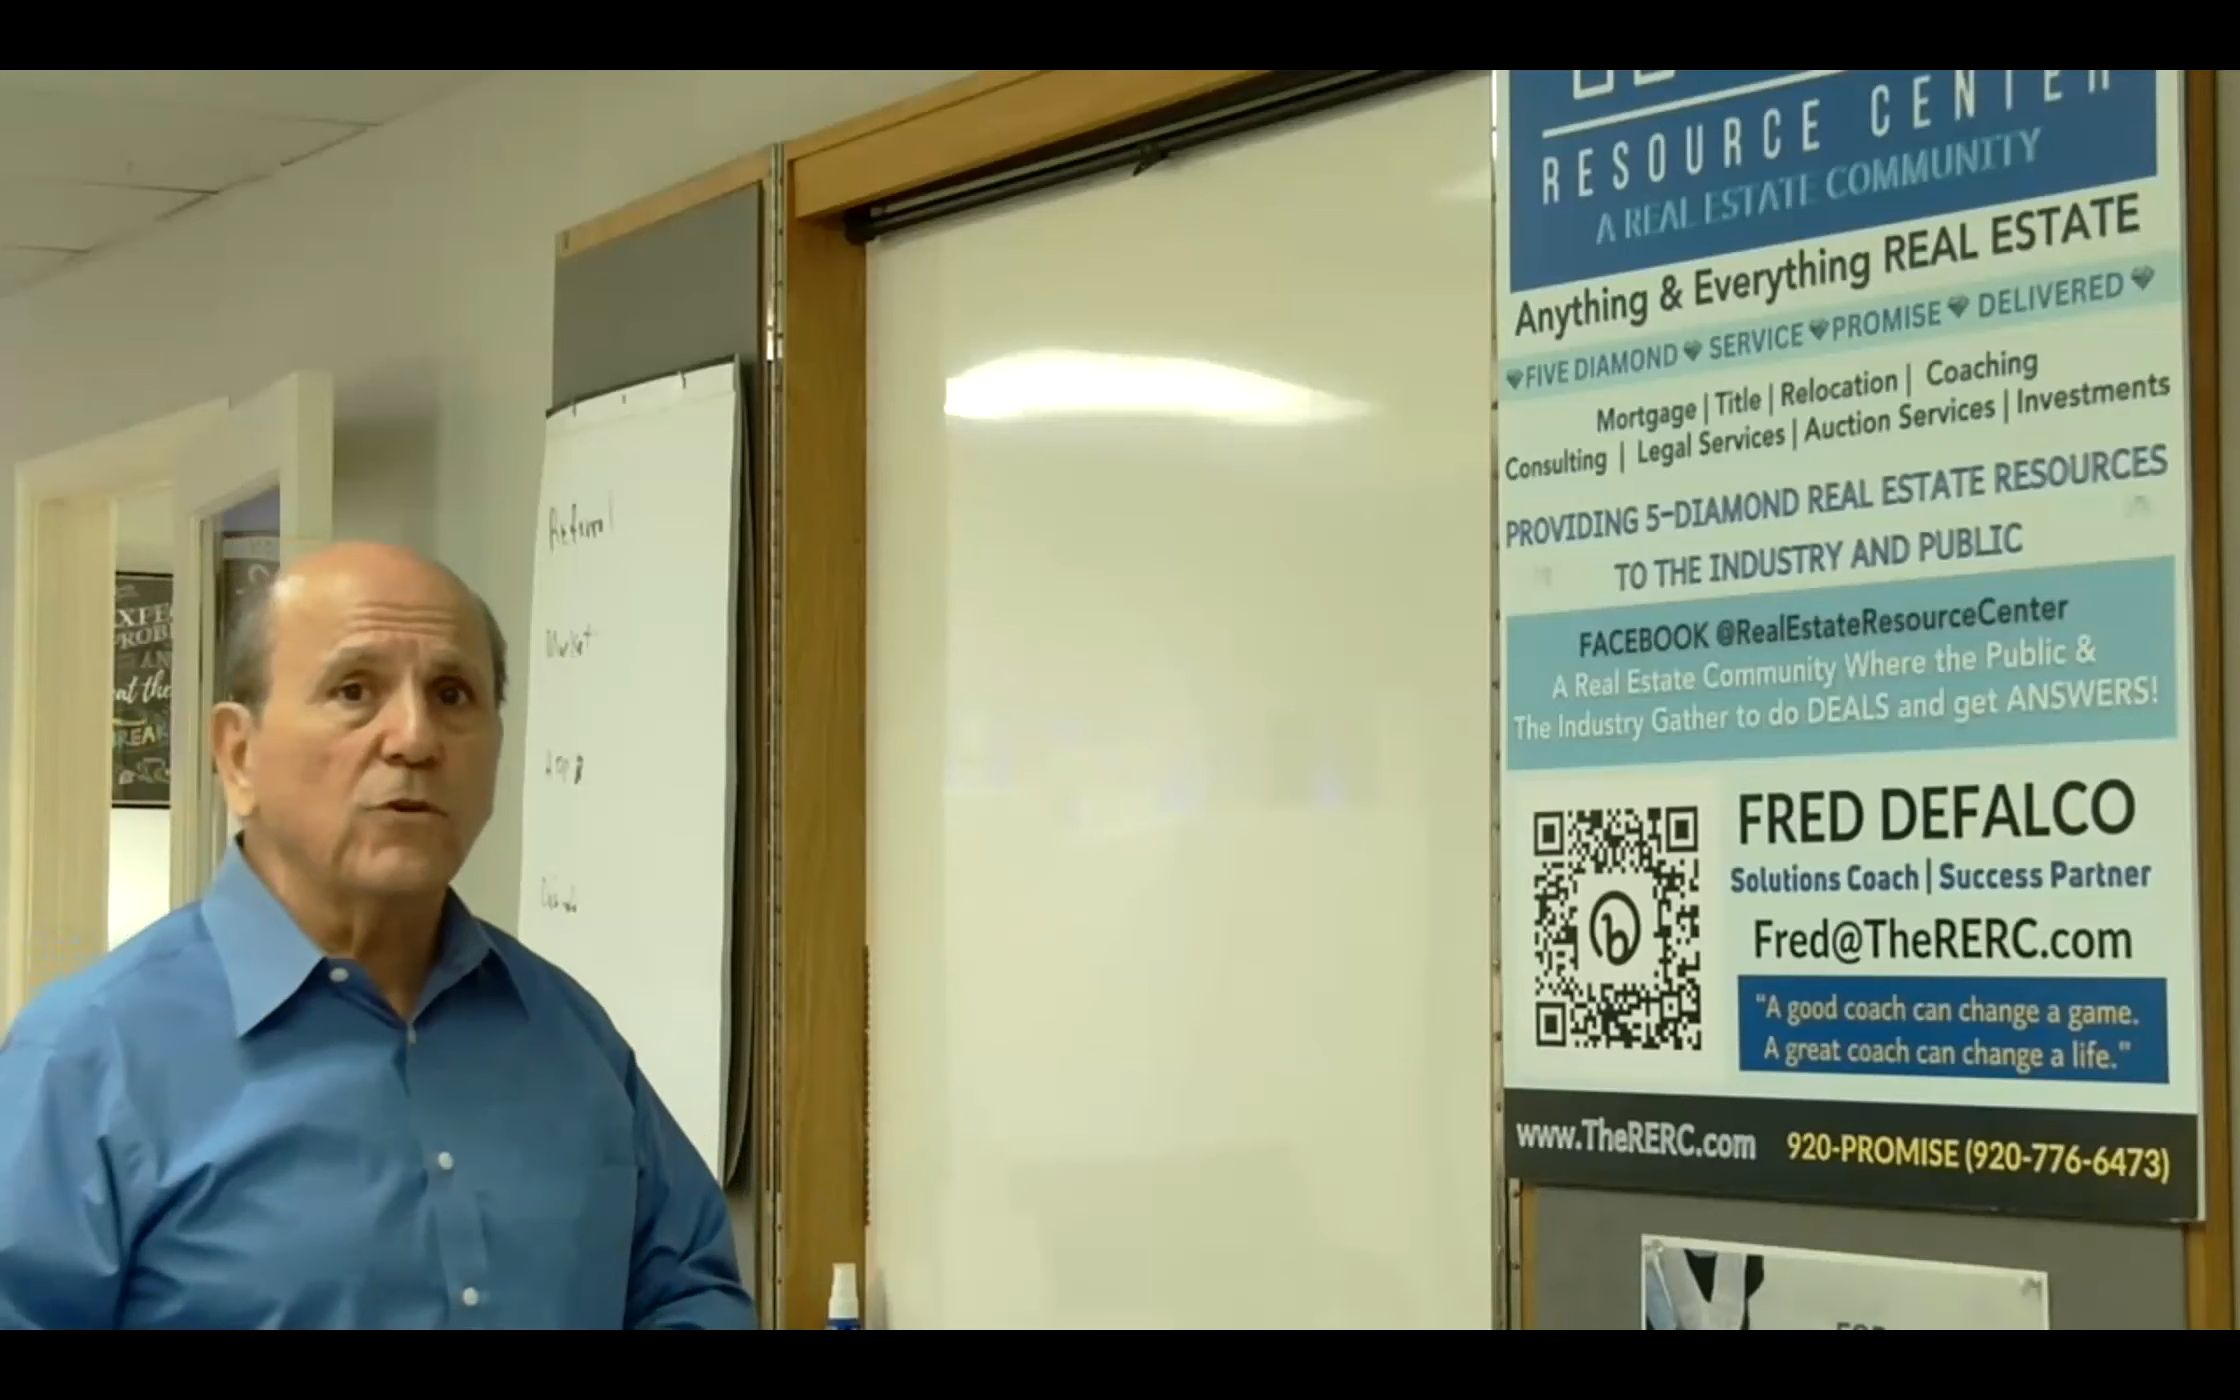 RESOURCE CENTER
A REAL ESTATE COMMUNITY
Anything & Everything REAL ESTATE
FIVE DIAMOND SERVICE PROMISE DELIVERED
Mortgage | Title | Relocation | Coaching
Consulting | Legal Services | Auction Services | Investments
PROVIDING 5-DIAMOND REAL ESTATE RESOURCES
TO THE INDUSTRY AND PUBLIC
FACEBOOK @RealEstateResourceCenter
A Real Estate Community Where the Public &
The Industry Gather to do DEALS and get ANSWERS!
FRED DEFALCO
Solutions Coach | Success Partner
Fred@TheRERC.com
"A good coach can change a game.
A great coach can change a life."
www.TheRERC.com 920-PROMISE (920-776-6473)
Referral
Market